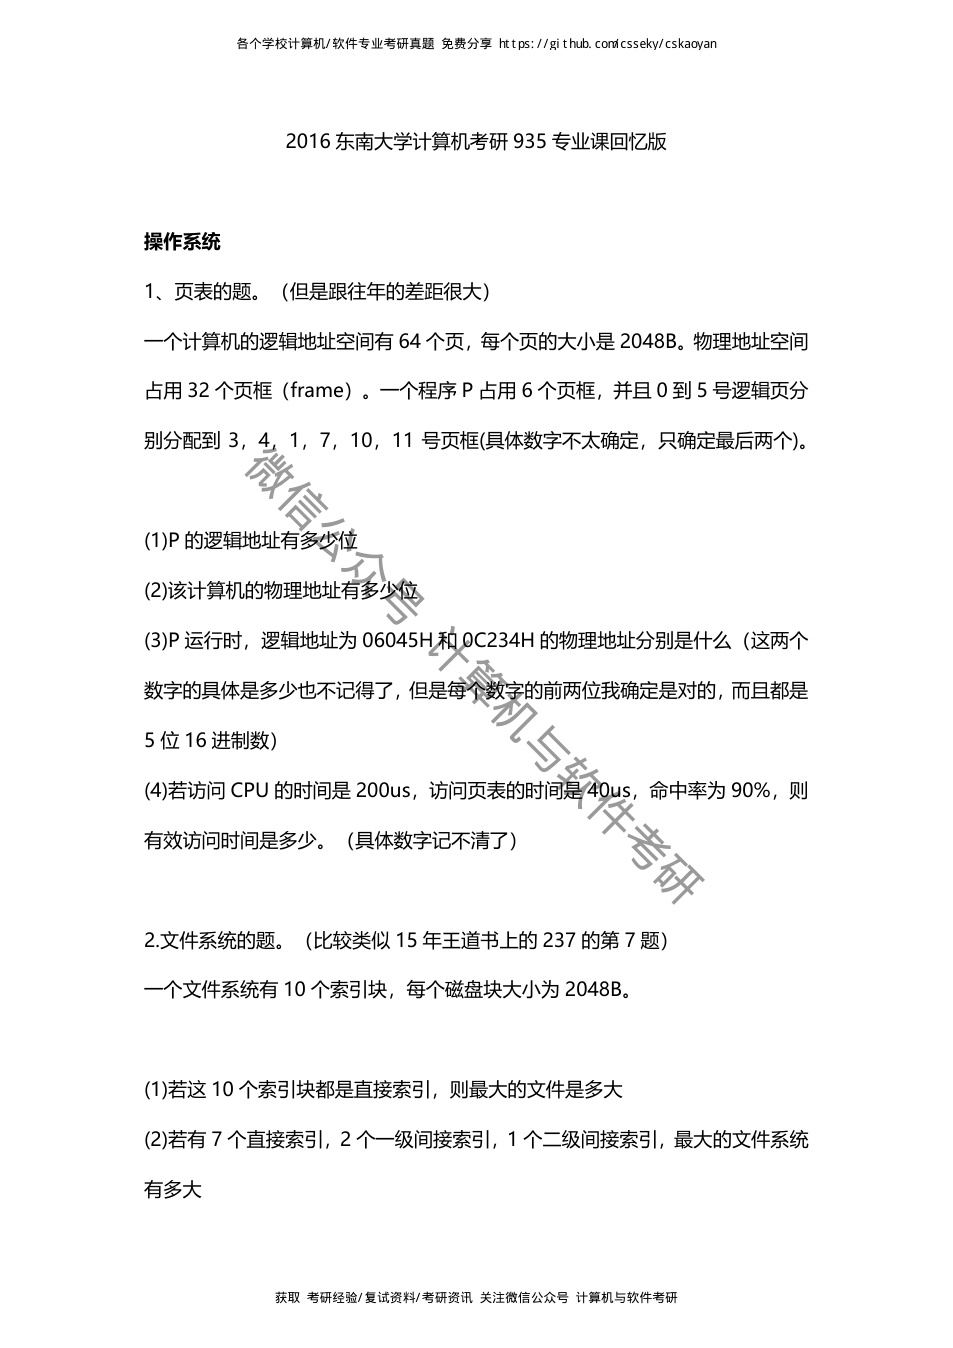 各个学校计算机/软件专业考研真题 免费分享 https://github.com/csseky/cskaoyan
2016 东南大学计算机考研 935 专业课回忆版
操作系统
1、页表的题。（但是跟往年的差距很大）
一个计算机的逻辑地址空间有 64 个页，每个页的大小是 2048B。物理地址空间
占用 32 个页框（frame）。一个程序 P 占用 6 个页框，并且 0 到 5 号逻辑页分
别分配到 3，4，1，7，10，11 号页框(具体数字不太确定，只确定最后两个)。
(1)P 的逻辑地址有多少位
(2)该计算机的物理地址有多少位
(3)P 运行时，逻辑地址为 06045H 和 0C234H 的物理地址分别是什么（这两个
数字的具体是多少也不记得了，但是每个数字的前两位我确定是对的，而且都是
5 位 16 进制数）
(4)若访问 CPU 的时间是 200us，访问页表的时间是 40us，命中率为 90%，则
有效访问时间是多少。（具体数字记不清了）
2.文件系统的题。（比较类似 15 年王道书上的 237 的第 7 题）
一个文件系统有 10 个索引块，每个磁盘块大小为 2048B。
(1)若这 10 个索引块都是直接索引，则最大的文件是多大
(2)若有 7 个直接索引，2 个一级间接索引，1 个二级间接索引，最大的文件系统
有多大
微信公众号 计算机与软件考研
获取 考研经验/复试资料/考研资讯 关注微信公众号 计算机与软件考研